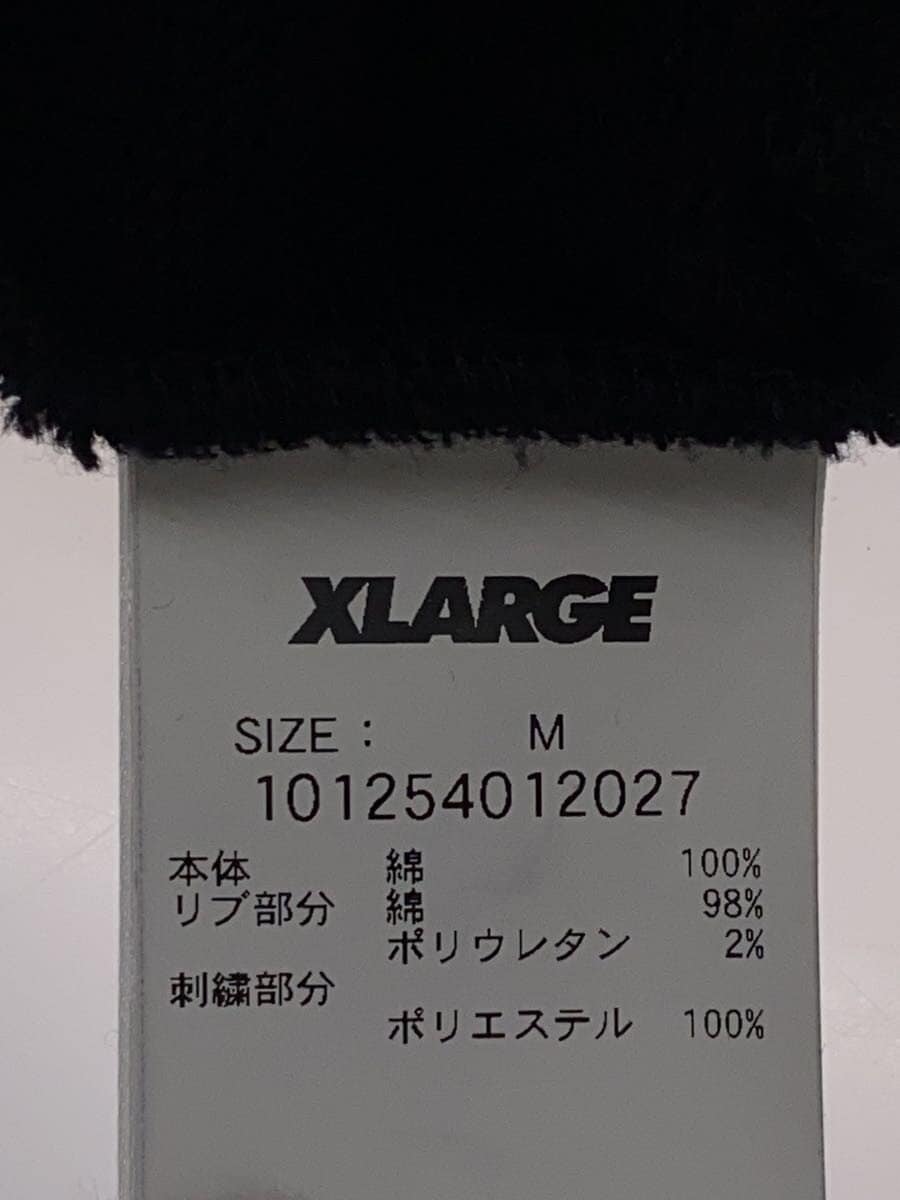 XLARGE
SIZE : M
101254012027
本体 綿 100%
リブ部分 綿 98%
ポリウレタン 2%
刺繍部分
ポリエステル 100%